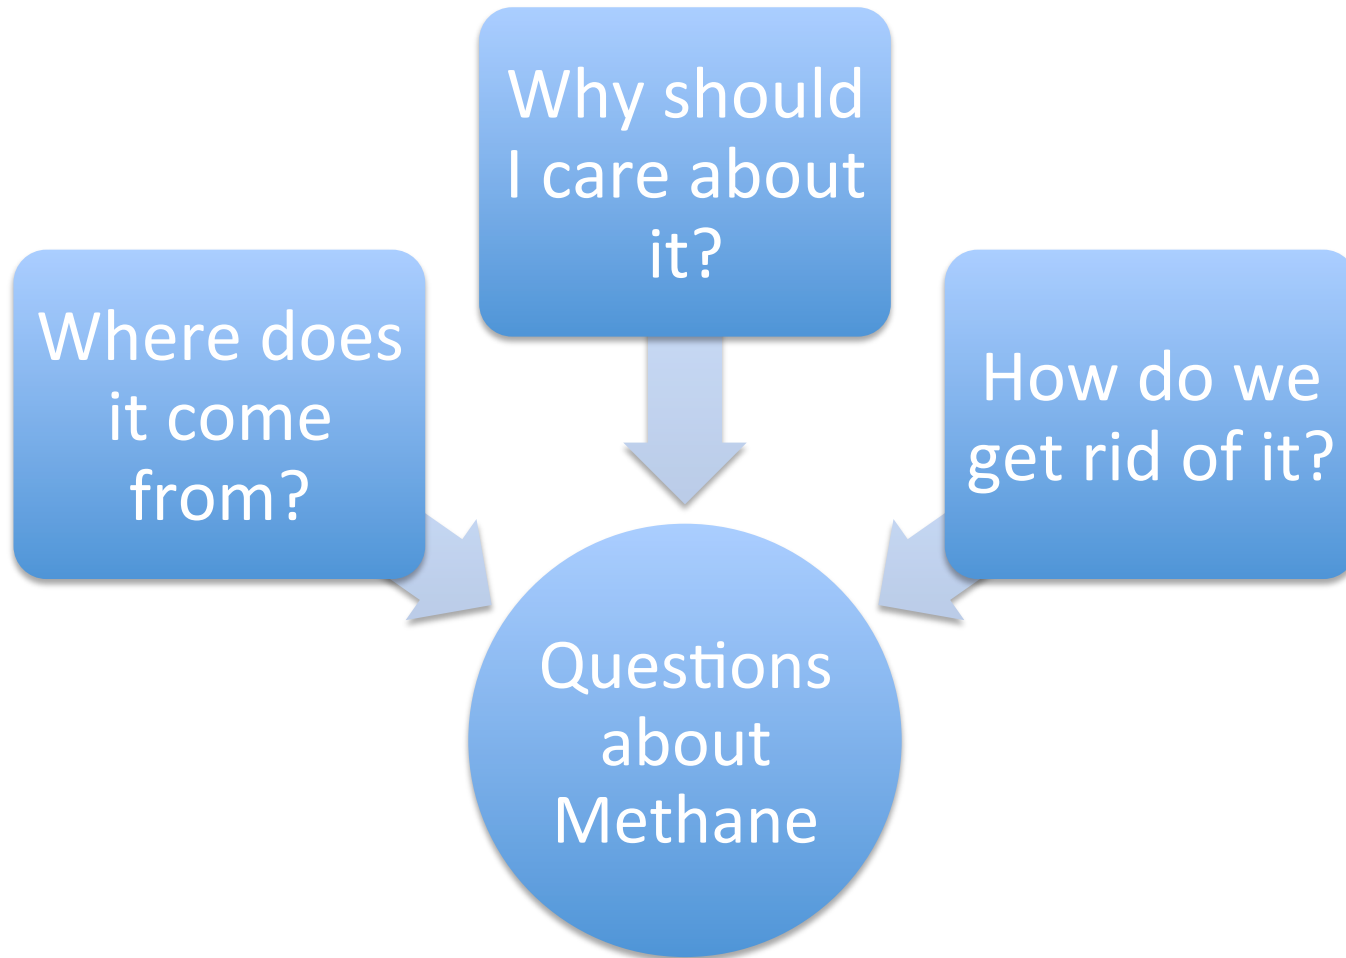 Why should
I care about
it?
Where does
it come
from?
How do we
get rid of it?
Questions
about
Methane